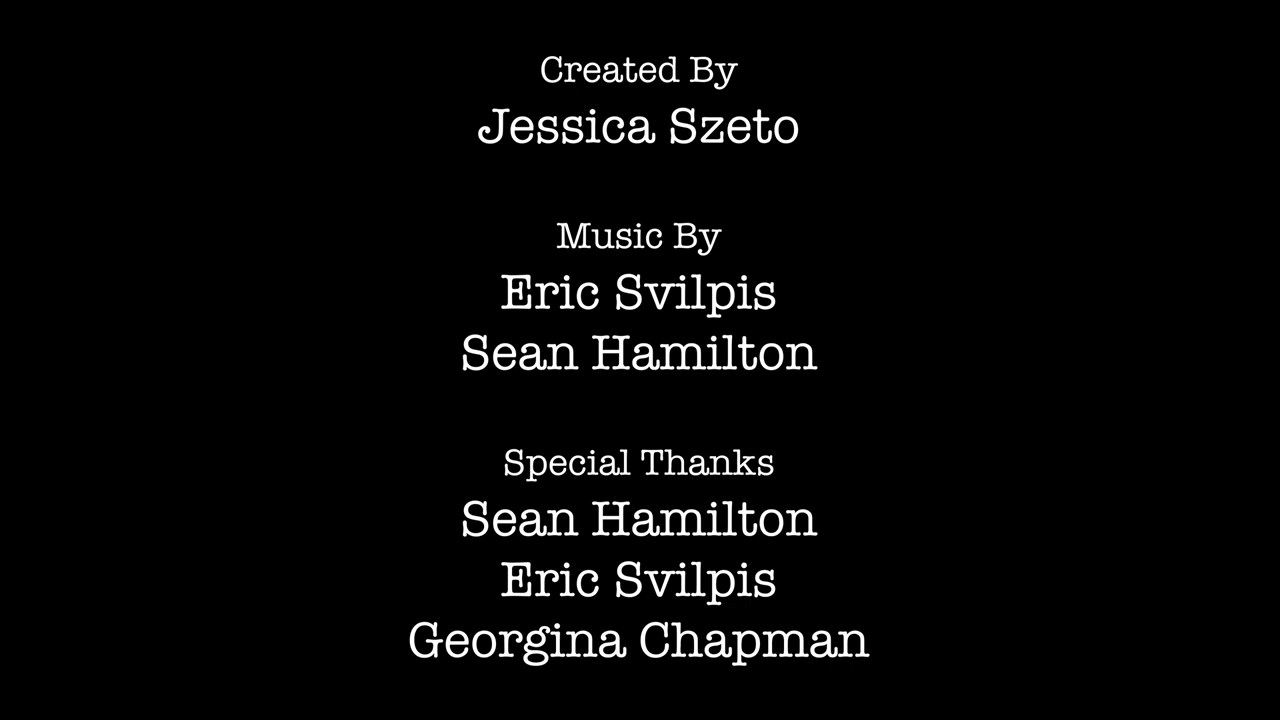 Created By
Jessica Szeto
Music By
Eric Svilpis
Sean Hamilton
Special Thanks
Sean Hamilton
Eric Svilpis
Georgina Chapman